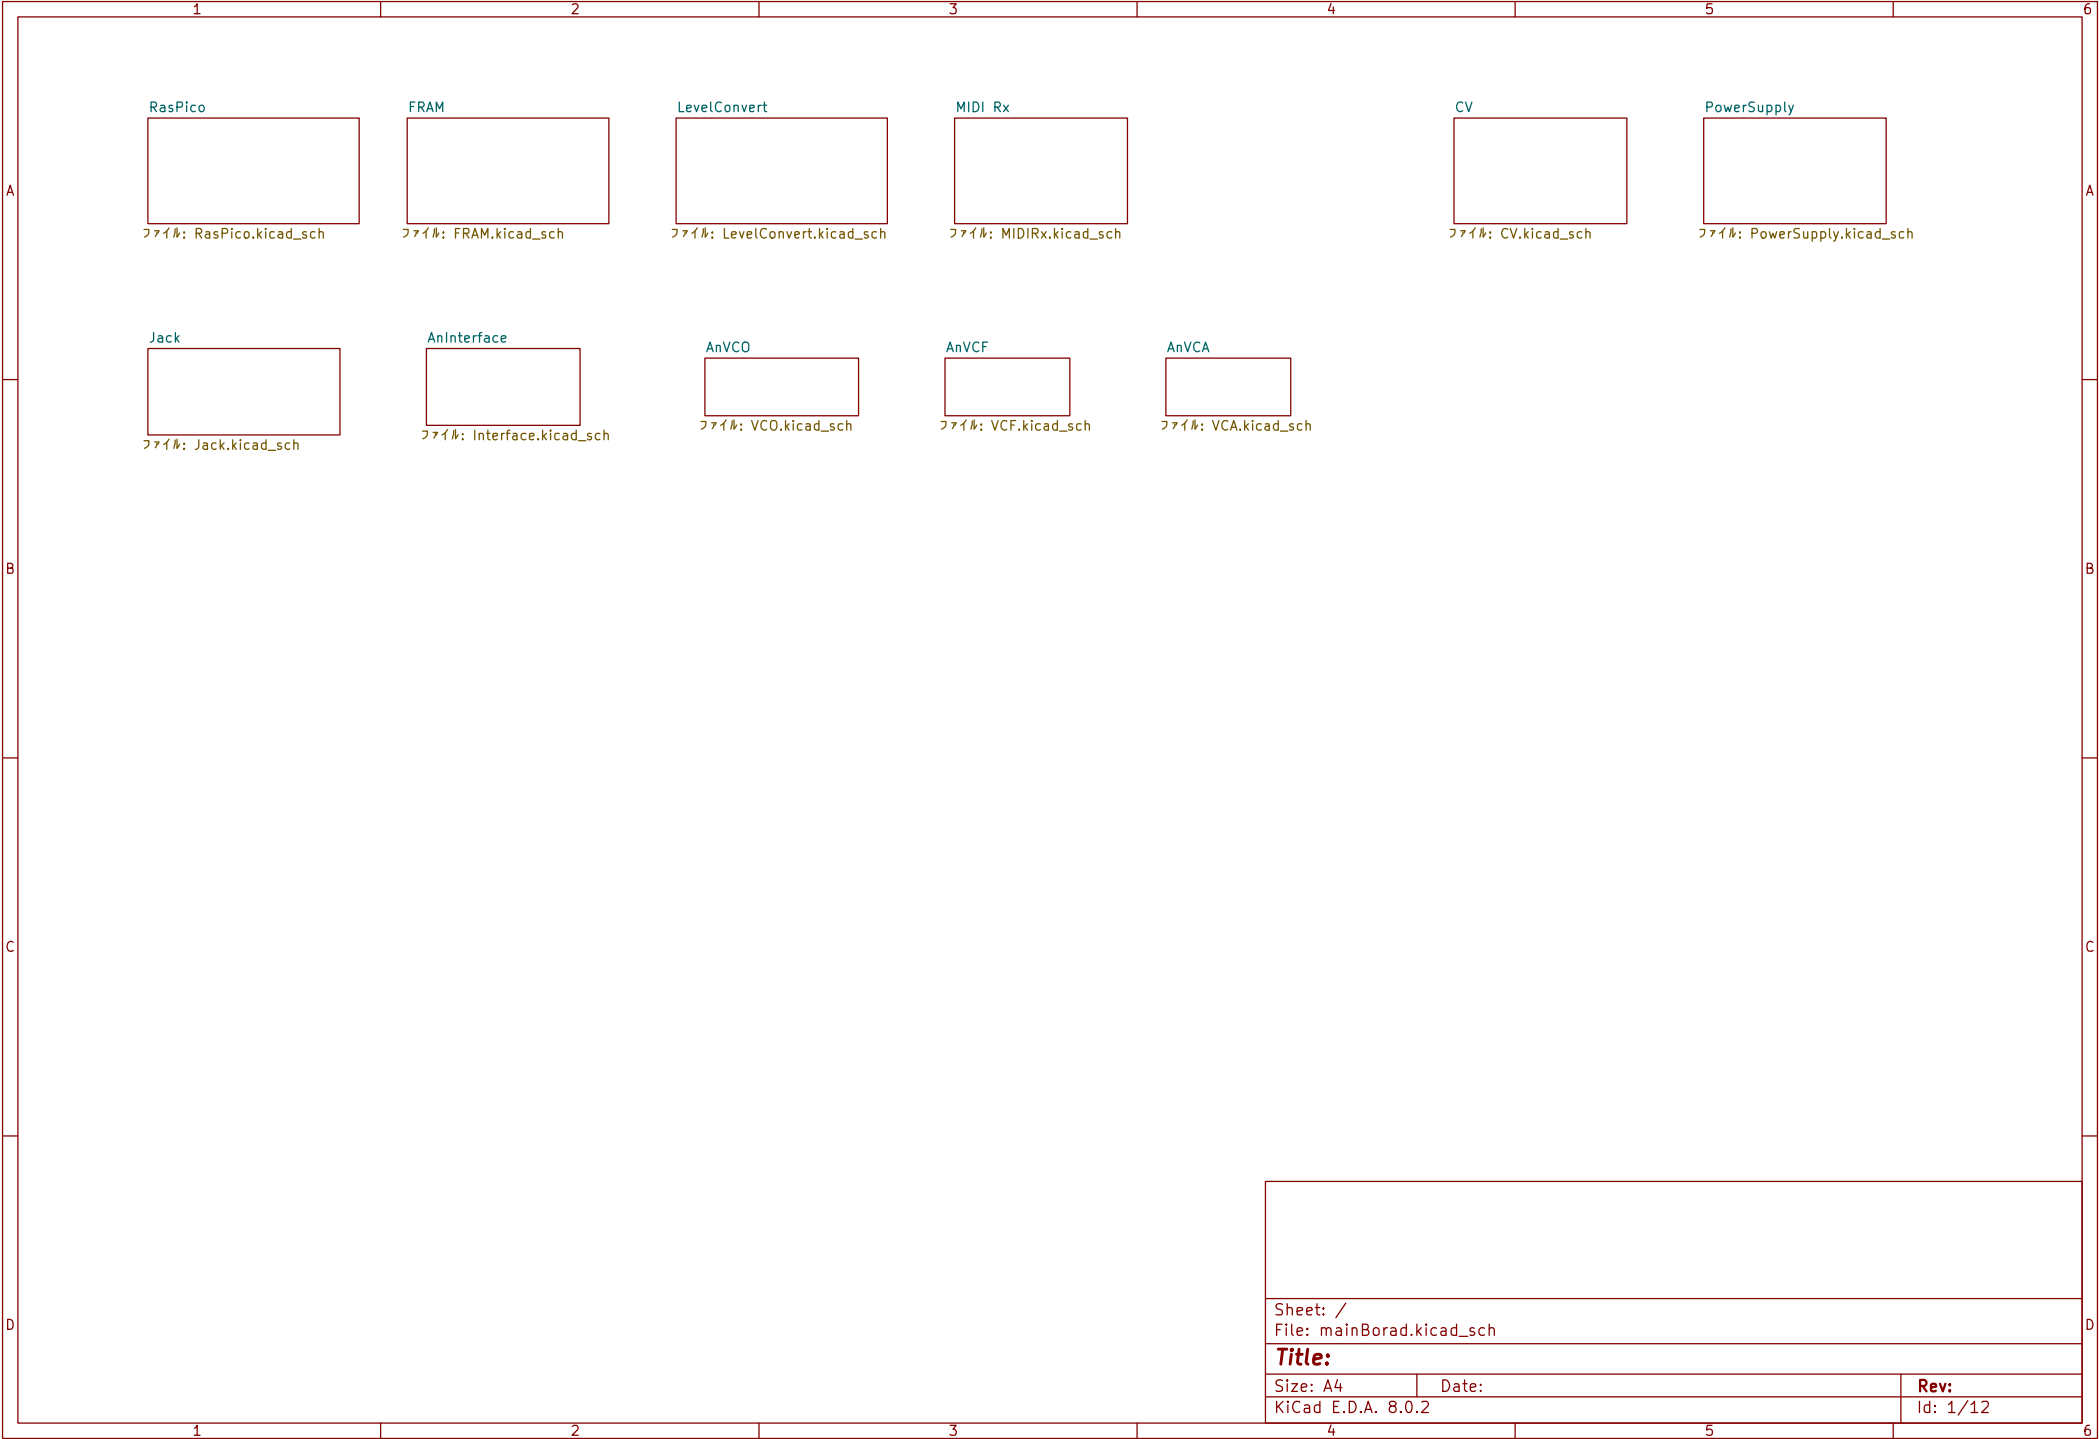 1 2 3 4 5 6
RasPico FRAM LevelConvert MIDI Rx CV PowerSupply
A A
ファイル: RasPico.kicad_sch ファイル: FRAM.kicad_sch ファイル: LevelConvert.kicad_sch ファイル: MIDIRx.kicad_sch ファイル: CV.kicad_sch ファイル: PowerSupply.kicad_sch
Jack AnInterface AnVCO AnVCF AnVCA
ファイル: Jack.kicad_sch ファイル: Interface.kicad_sch ファイル: VCO.kicad_sch ファイル: VCF.kicad_sch ファイル: VCA.kicad_sch
B B
C C
Sheet: /
D D
File: mainBorad.kicad_sch
Title:
Size: A4 Date: Rev:
KiCad E.D.A. 8.0.2 Id: 1/12
1 2 3 4 5 6